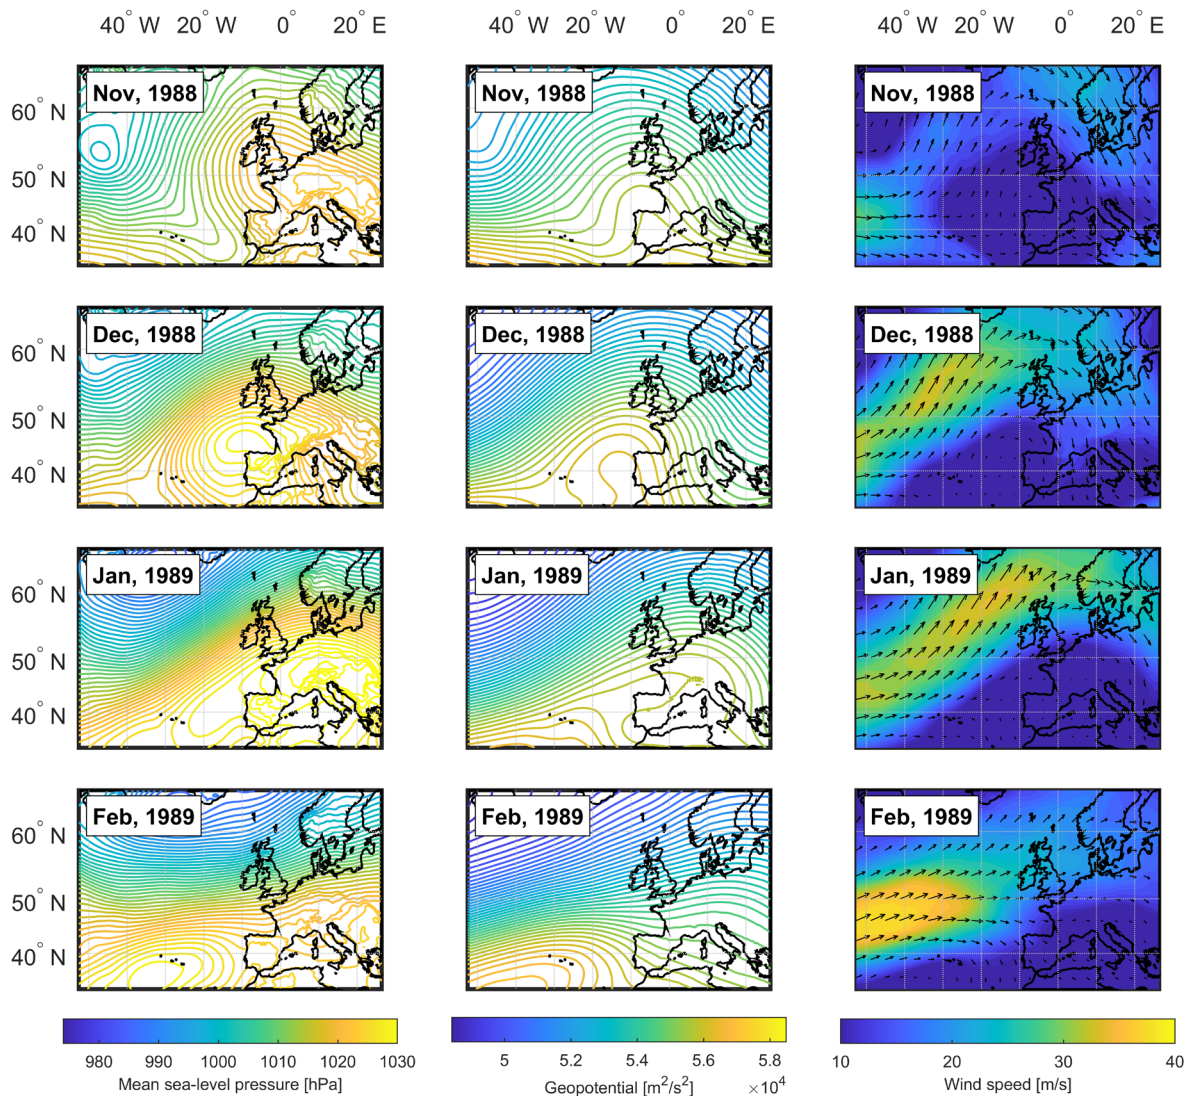 40° W 20° W 0° 20° E 40° W 20° W 0° 20° E 40° W 20° W 0° 20° E
60° N
50° N
40° N
Nov, 1988 Nov, 1988 Nov, 1988
60° N
50° N
40° N
Dec, 1988 Dec, 1988 Dec, 1988
60° N
50° N
40° N
Jan, 1989 Jan, 1989 Jan, 1989
60° N
50° N
40° N
Feb, 1989 Feb, 1989 Feb, 1989
980 990 1000 1010 1020 1030
Mean sea-level pressure [hPa]
5 5.2 5.4 5.6 5.8
Geopotential [m²/s²] ×10⁴
10 20 30 40
Wind speed [m/s]